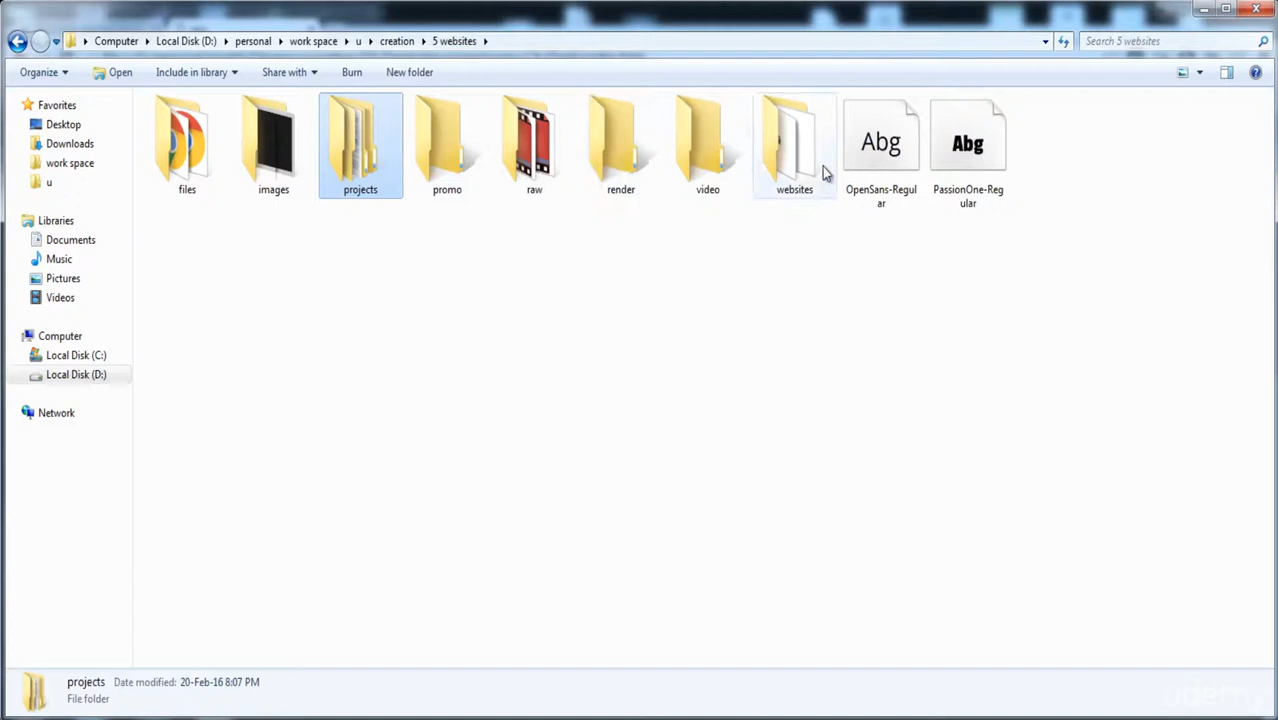 Computer Local Disk (D:) personal work space u creation 5 websites Search 5 websites
Organize Open Include in library Share with Burn New folder
Favorites
Desktop
Downloads
work space
u
Libraries
Documents
Music
Pictures
Videos
Computer
Local Disk (C:)
Local Disk (D:)
Network
Abg Abg
files images projects promo raw render video websites OpenSans-Regul PassionOne-Reg
ar ular
projects Date modified: 20-Feb-16 8:07 PM
File folder
udemy